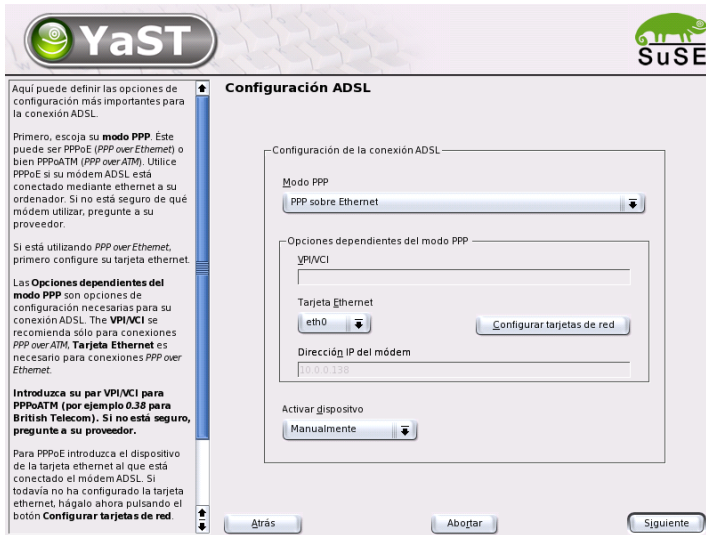 YaST
SuSE
Aquí puede definir las opciones de
configuración más importantes para
la conexión ADSL.
Primero, escoja su modo PPP. Éste
puede ser PPPoE (PPP over Ethernet) o
bien PPPoATM (PPP over ATM). Utilice
PPPoE si su módem ADSL está
conectado mediante ethernet a su
ordenador. Si no está seguro de qué
módem utilizar, pregunte a su
proveedor.
Si está utilizando PPP over Ethernet,
primero configure su tarjeta ethernet.
Las Opciones dependientes del
modo PPP son opciones de
configuración necesarias para su
conexión ADSL. The VPI/VCI se
recomienda sólo para conexiones
PPP over ATM, Tarjeta Ethernet es
necesario para conexiones PPP over
Ethernet.
Introduzca su par VPI/VCI para
PPPoATM (por ejemplo 0.38 para
British Telecom). Si no está seguro,
pregunte a su proveedor.
Para PPPoE introduzca el dispositivo
de la tarjeta ethernet al que está
conectado el módem ADSL. Si
todavía no ha configurado la tarjeta
ethernet, hágalo ahora pulsando el
botón Configurar tarjetas de red.
Configuración ADSL
Configuración de la conexión ADSL
Modo PPP
PPP sobre Ethernet
Opciones dependientes del modo PPP
VPI/VCI
Tarjeta Ethernet
eth0
Configurar tarjetas de red
Dirección IP del módem
10.0.0.138
Activar dispositvo
Manualmente
Atrás
Abortar
Siguiente